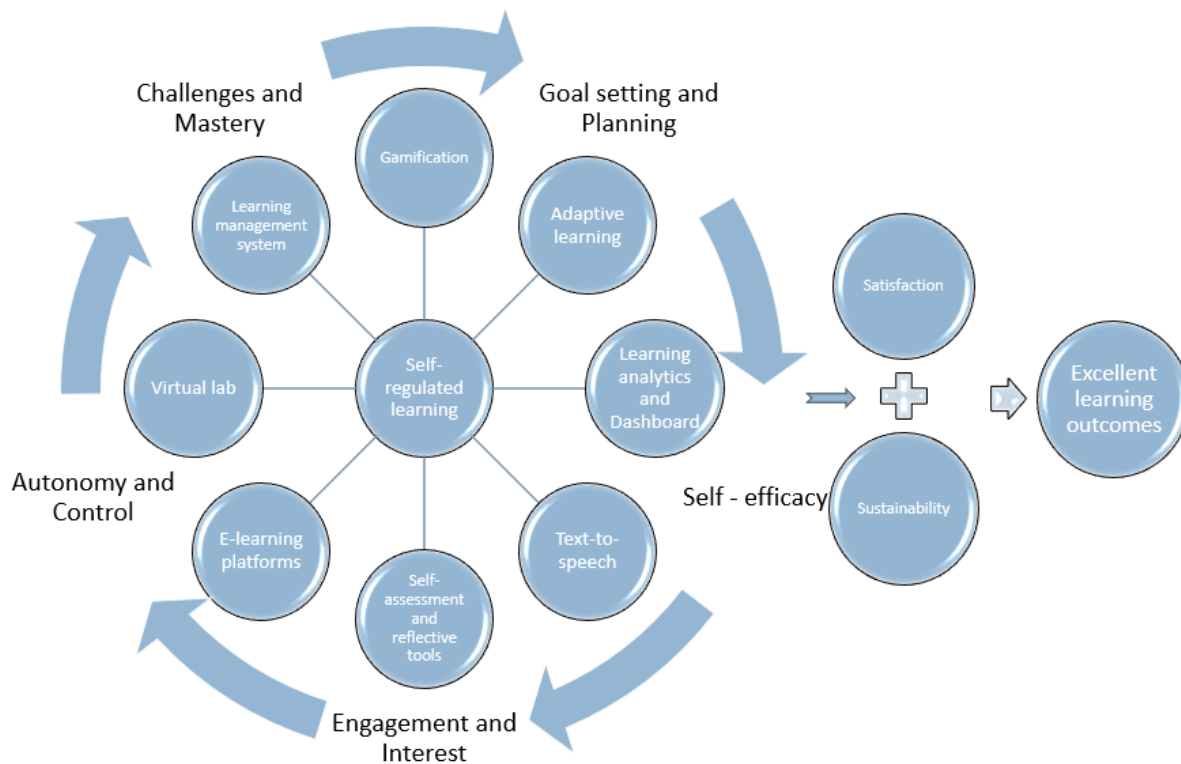 Challenges and
Mastery
Goal setting and
Planning
Gamification
Learning
management
system
Adaptive
learning
Satisfaction
Virtual lab
Self-
regulated
learning
Learning
analytics
and
Dashboard
Excellent
learning
outcomes
Autonomy and
Control
Self - efficacy
Sustainability
E-learning
platforms
Text-to-
speech
Self-
assessment
and
reflective
tools
Engagement and
Interest